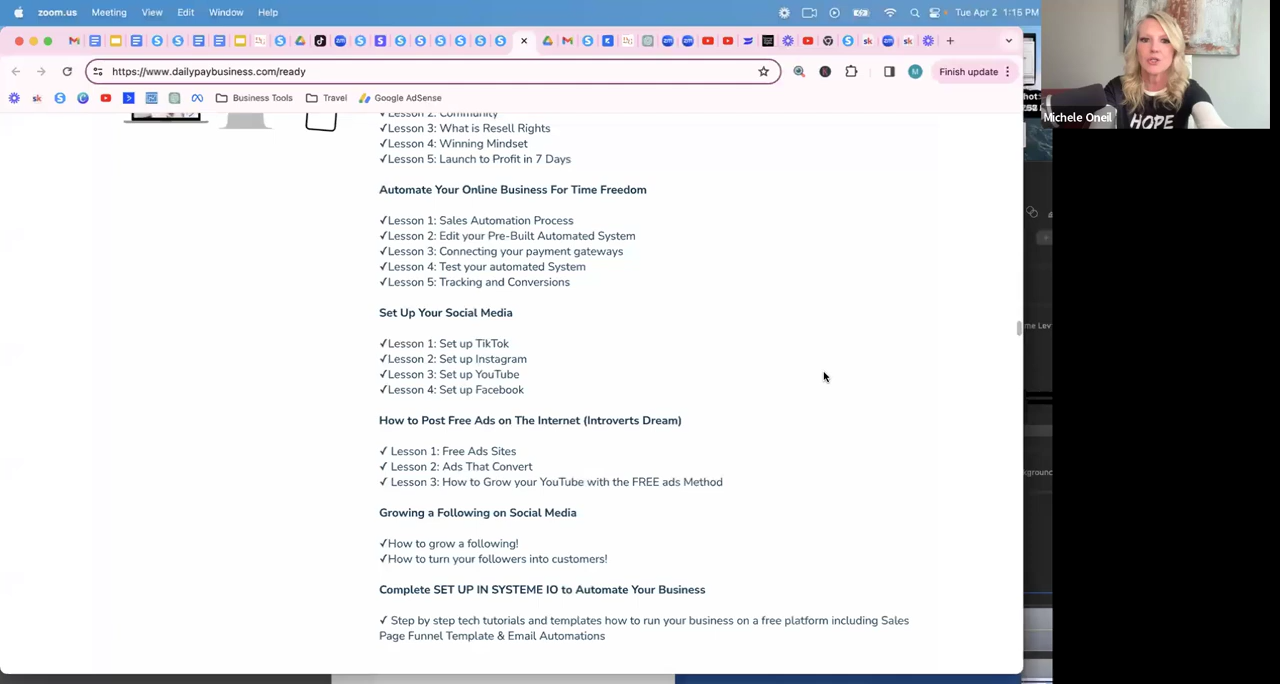 zoom.us Meeting View Edit Window Help Tue Apr 2 1:15 PM
https://www.dailypaybusiness.com/ready
Finish update
Business Tools Travel Google AdSense
Michele Oneil
HOPE
Lesson 2: Community
✓Lesson 3: What is Resell Rights
✓Lesson 4: Winning Mindset
✓Lesson 5: Launch to Profit in 7 Days
Automate Your Online Business For Time Freedom
✓Lesson 1: Sales Automation Process
✓Lesson 2: Edit your Pre-Built Automated System
✓Lesson 3: Connecting your payment gateways
✓Lesson 4: Test your automated System
✓Lesson 5: Tracking and Conversions
Set Up Your Social Media
✓Lesson 1: Set up TikTok
✓Lesson 2: Set up Instagram
✓Lesson 3: Set up YouTube
✓Lesson 4: Set up Facebook
How to Post Free Ads on The Internet (Introverts Dream)
✓ Lesson 1: Free Ads Sites
✓ Lesson 2: Ads That Convert
✓ Lesson 3: How to Grow your YouTube with the FREE ads Method
Growing a Following on Social Media
✓How to grow a following!
✓How to turn your followers into customers!
Complete SET UP IN SYSTEME IO to Automate Your Business
✓ Step by step tech tutorials and templates how to run your business on a free platform including Sales
Page Funnel Template & Email Automations